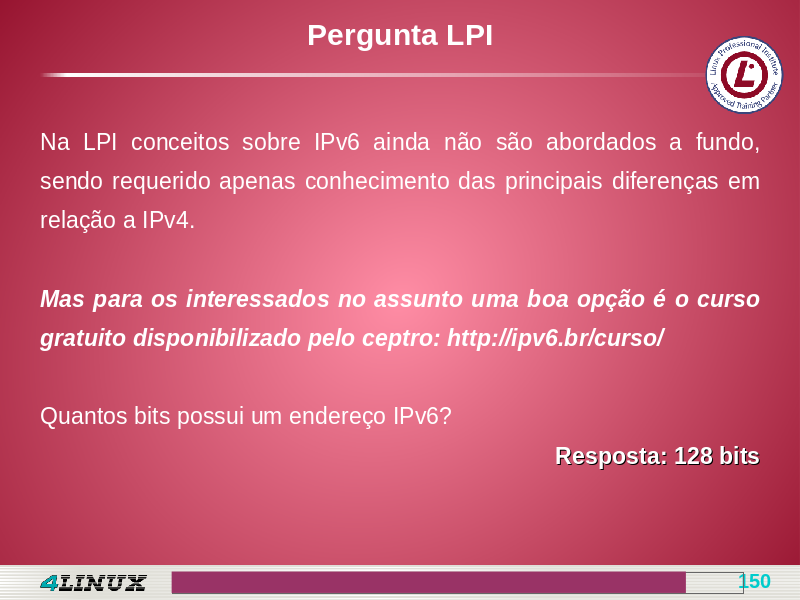 Pergunta LPI
Linux Professional Institute
Approved Training Partner
Na LPI conceitos sobre IPv6 ainda não são abordados a fundo,
sendo requerido apenas conhecimento das principais diferenças em
relação a IPv4.
Mas para os interessados no assunto uma boa opção é o curso
gratuito disponibilizado pelo ceptro: http://ipv6.br/curso/
Quantos bits possui um endereço IPv6?
Resposta: 128 bits
4LINUX
150